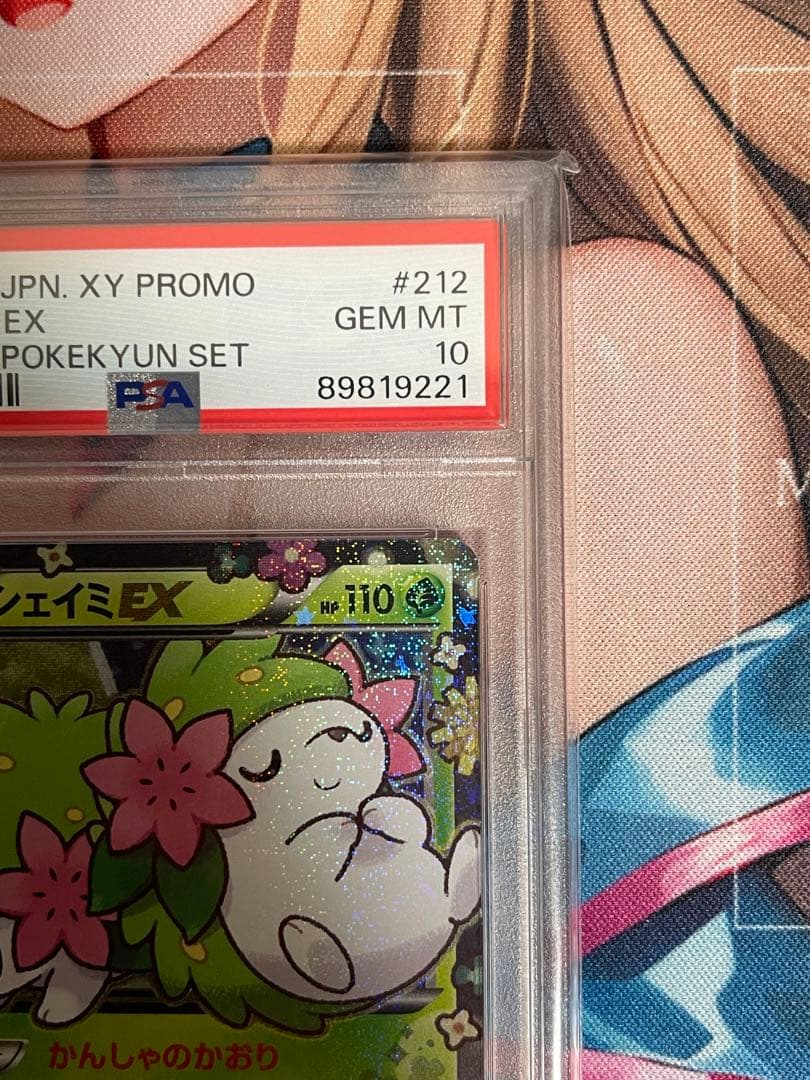 JPN. XY PROMO #212
EX GEM MT
POKEKYUN SET 10
PSA 89819221
シェイミEX HP 110
かんしゃのかおり